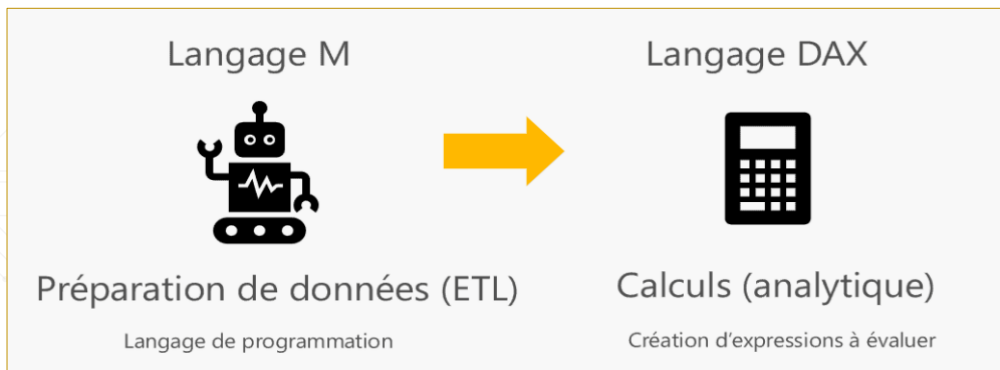 Langage M
Langage DAX
Préparation de données (ETL)
Calculs (analytique)
Langage de programmation
Création d'expressions à évaluer